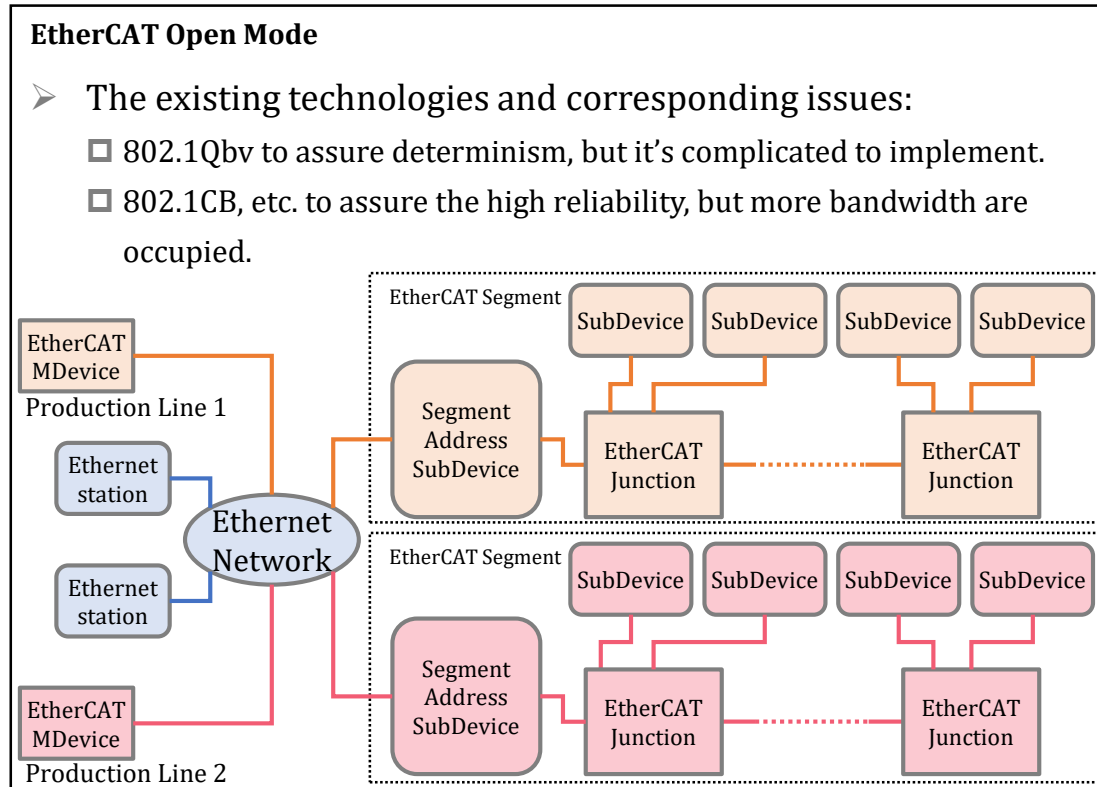 EtherCAT Open Mode
The existing technologies and corresponding issues:
802.1Qbv to assure determinism, but it's complicated to implement.
802.1CB, etc. to assure the high reliability, but more bandwidth are
occupied.
EtherCAT
MDevice
Production Line 1
Ethernet
station
Ethernet
Network
Ethernet
station
EtherCAT
MDevice
Production Line 2
EtherCAT Segment
SubDevice
SubDevice
SubDevice
SubDevice
Segment
Address
SubDevice
EtherCAT
Junction
EtherCAT
Junction
EtherCAT Segment
SubDevice
SubDevice
SubDevice
SubDevice
Segment
Address
SubDevice
EtherCAT
Junction
EtherCAT
Junction